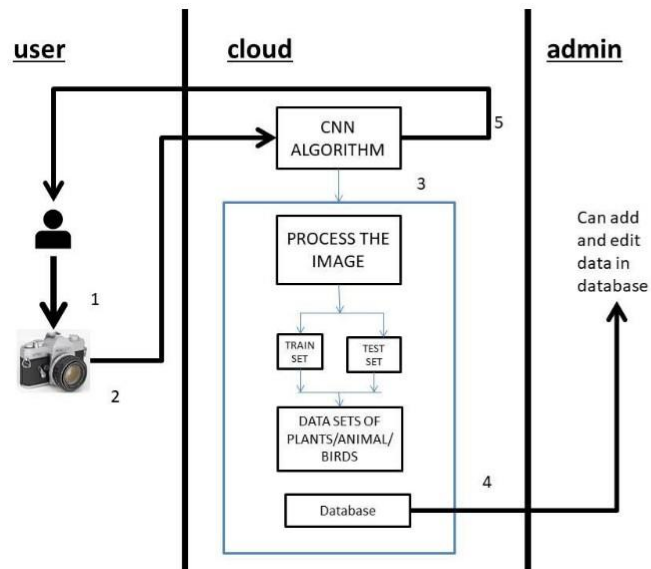 user
cloud
admin
5
CNN
ALGORITHM
3
PROCESS THE
IMAGE
Can add
and edit
data in
database
1
TRAIN
SET
TEST
SET
2
DATA SETS OF
PLANTS/ANIMAL/
BIRDS
4
Database